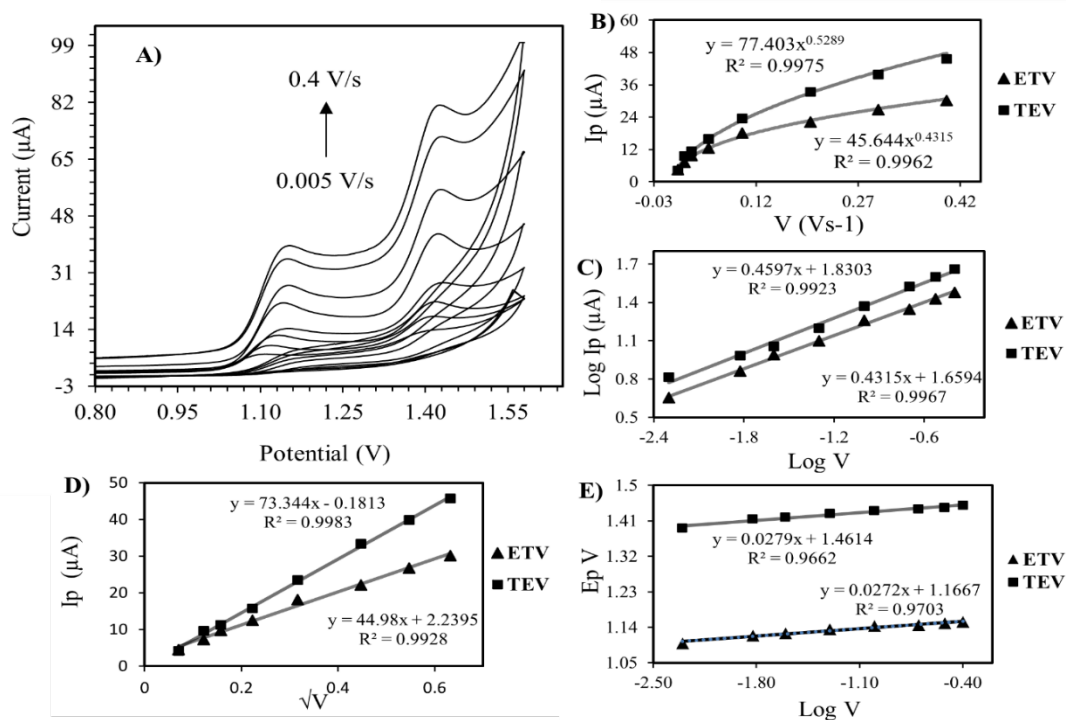 A)
99
82
65
48
31
14
-3
Current (µA)
0.4 V/s
0.005 V/s
0.80 0.95 1.10 1.25 1.40 1.55
Potential (V)
B)
60
48
36
24
12
0
Ip (µA)
y = 77.403x^0.5289
R² = 0.9975
y = 45.644x^0.4315
R² = 0.9962
-0.03 0.12 0.27 0.42
V (Vs-1)
ETV
TEV
C)
1.7
1.4
1.1
0.8
0.5
Log Ip (µA)
y = 0.4597x + 1.8303
R² = 0.9923
y = 0.4315x + 1.6594
R² = 0.9967
-2.4 -1.8 -1.2 -0.6
Log V
ETV
TEV
D)
50
40
30
20
10
0
Ip (µA)
y = 73.344x - 0.1813
R² = 0.9983
y = 44.98x + 2.2395
R² = 0.9928
0 0.2 0.4 0.6
√V
ETV
TEV
E)
1.5
1.41
1.32
1.23
1.14
1.05
Ep V
y = 0.0279x + 1.4614
R² = 0.9662
y = 0.0272x + 1.1667
R² = 0.9703
-2.50 -1.80 -1.10 -0.40
Log V
ETV
TEV